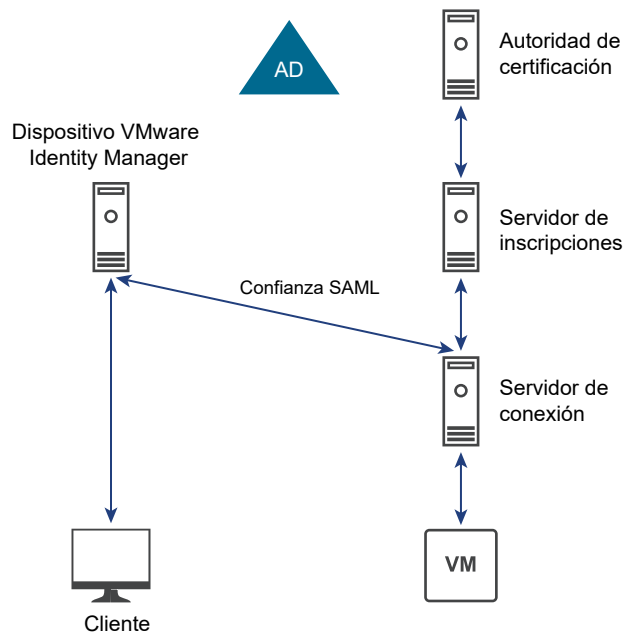 AD
Autoridad de
certificación
Dispositivo VMware
Identity Manager
Servidor de
inscripciones
Confianza SAML
Servidor de
conexión
VM
Cliente